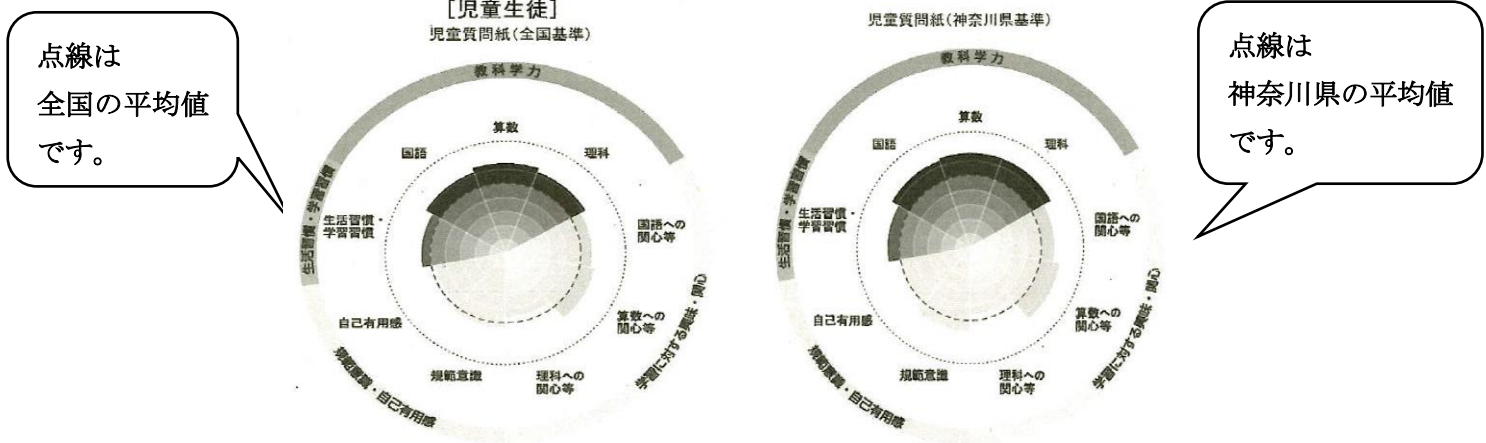 点線は
全国の平均値
です。
[児童生徒]
児童質問紙(全国基準)
教科学力
算数
国語
理科
生活習慣・学習習慣
生活習慣・
学習習慣
国語への
関心等
算数への
関心等
学習に対する興味・関心
自己有用感
規範意識
理科への
関心等
規範意識・自己有用感
児童質問紙(神奈川県基準)
教科学力
算数
国語
理科
生活習慣・学習習慣
生活習慣・
学習習慣
国語への
関心等
算数への
関心等
学習に対する興味・関心
自己有用感
規範意識
理科への
関心等
規範意識・自己有用感
点線は
神奈川県の平均値
です。